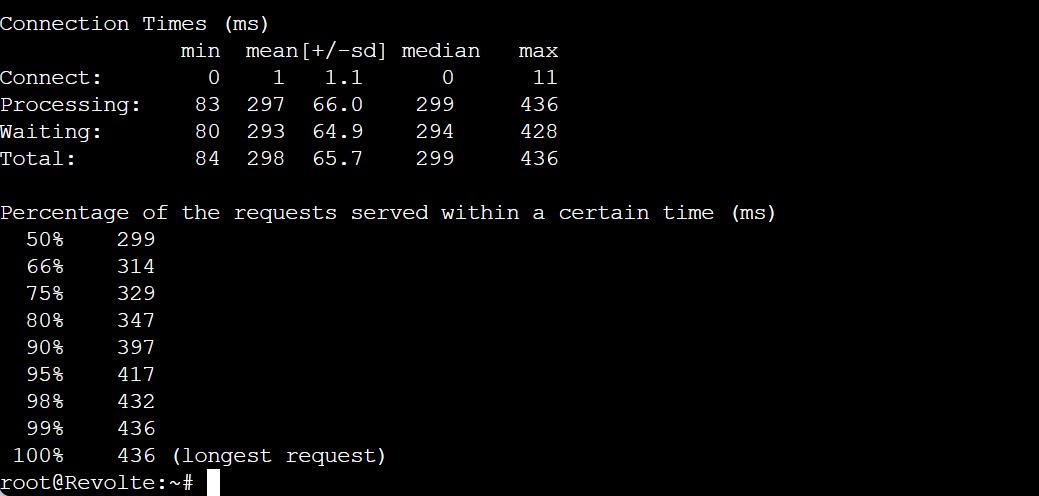 Connection Times (ms)
              min  mean[+/-sd] median   max
Connect:        0    1   1.1      0      11
Processing:    83  297  66.0    299     436
Waiting:       80  293  64.9    294     428
Total:         84  298  65.7    299     436

Percentage of the requests served within a certain time (ms)
  50%    299
  66%    314
  75%    329
  80%    347
  90%    397
  95%    417
  98%    432
  99%    436
 100%    436 (longest request)
root@Revolte:~#